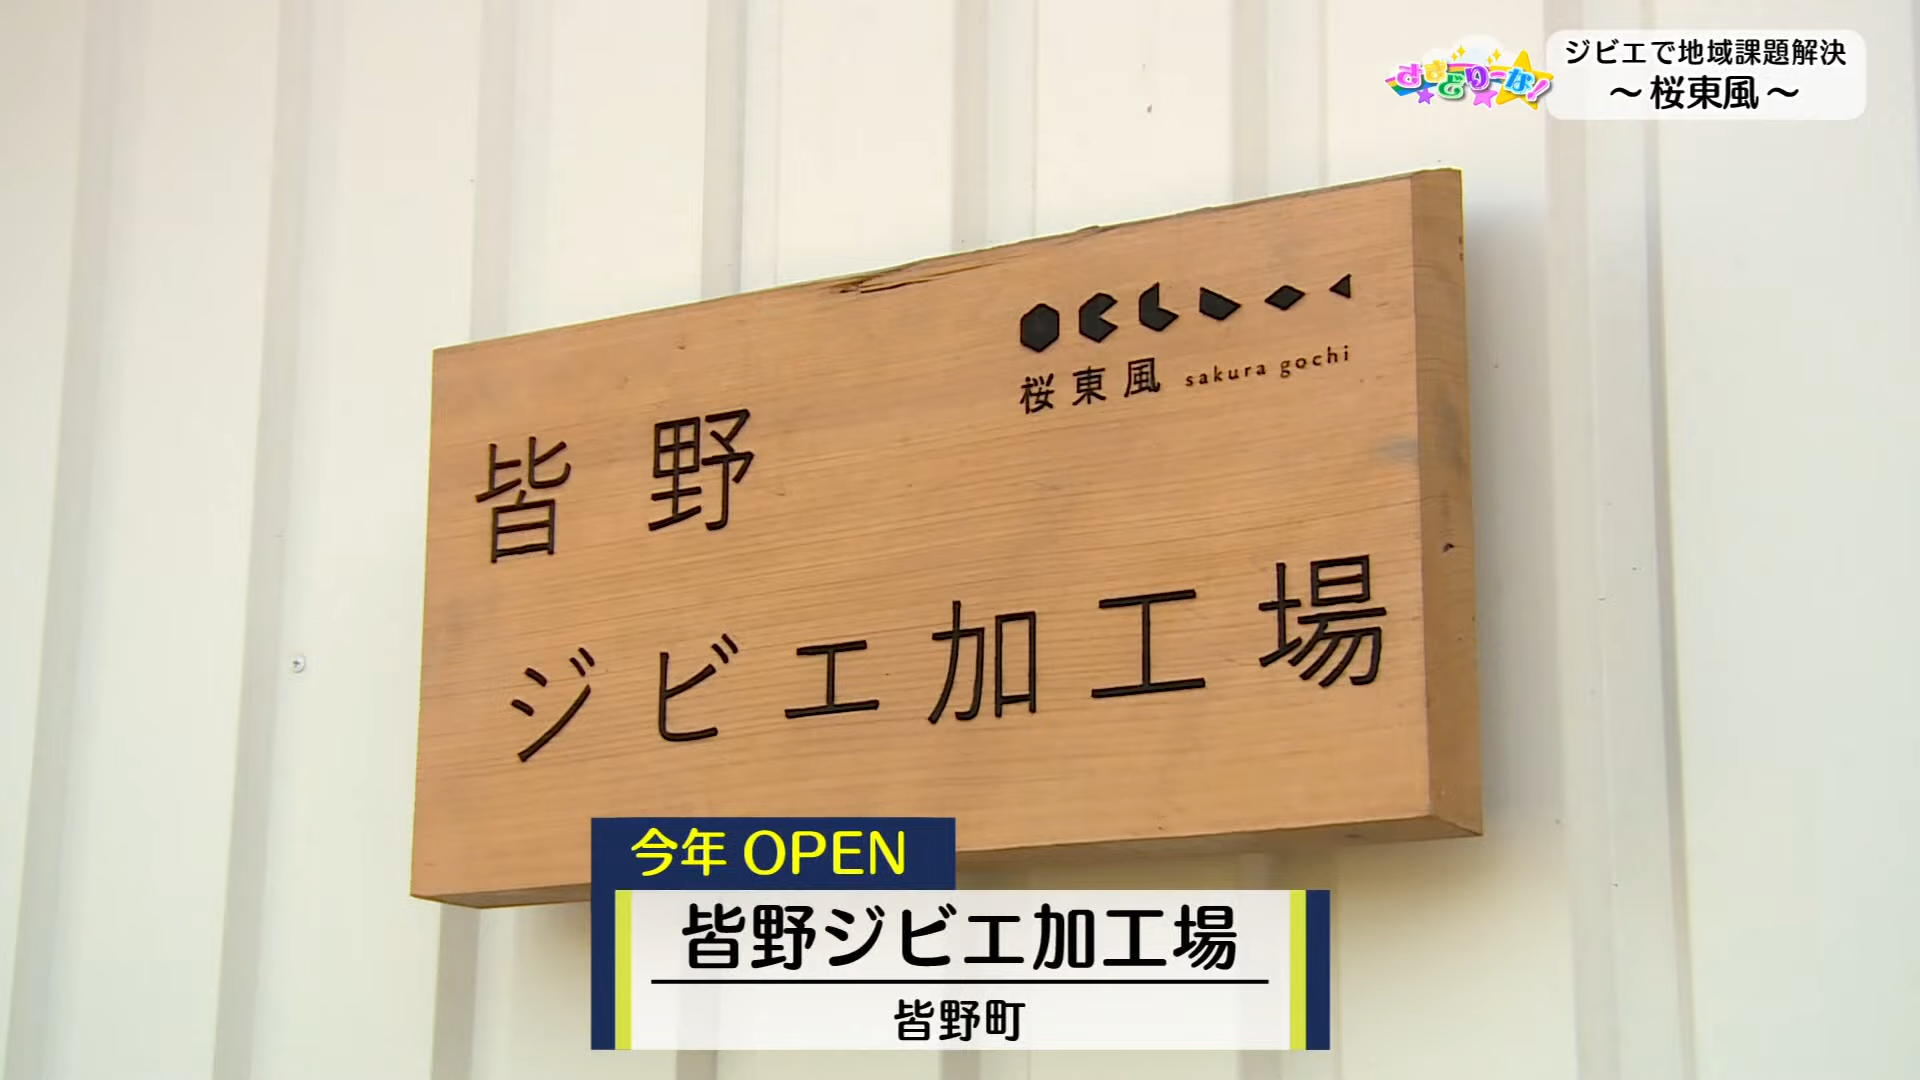 ジビエで地域課題解決
～桜東風～
桜東風 sakura gochi
皆野
ジビエ加工場
今年 OPEN
皆野ジビエ加工場
皆野町